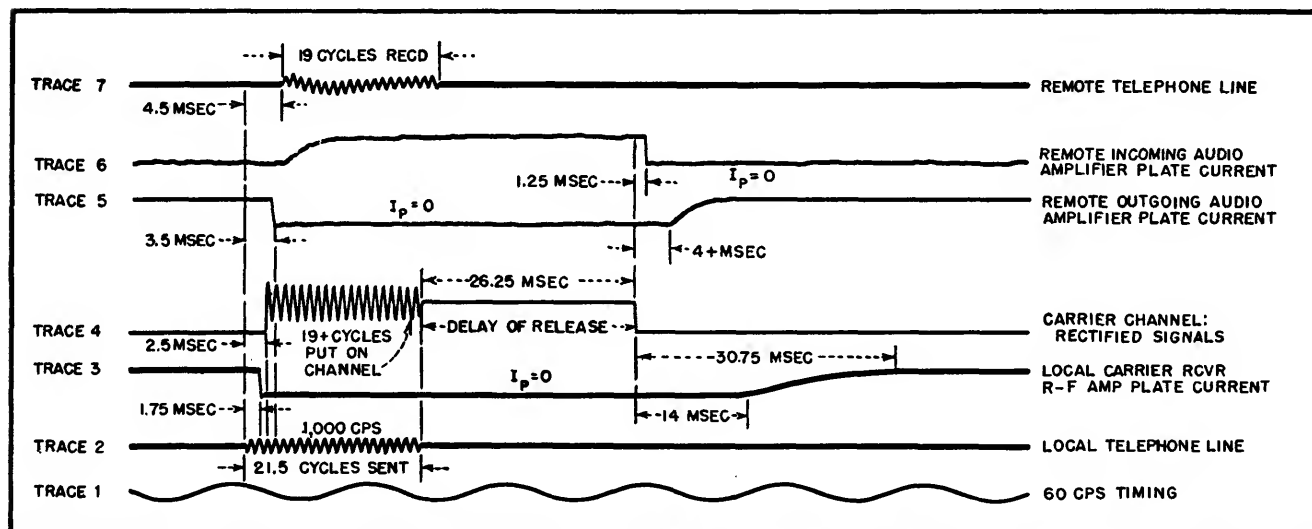 19 CYCLES RECD
TRACE 7
REMOTE TELEPHONE LINE
4.5 MSEC
TRACE 6
REMOTE INCOMING AUDIO
AMPLIFIER PLATE CURRENT
1.25 MSEC
Ip=0
TRACE 5
Ip=0
REMOTE OUTGOING AUDIO
AMPLIFIER PLATE CURRENT
3.5 MSEC
4+MSEC
26.25 MSEC
TRACE 4
DELAY OF RELEASE
CARRIER CHANNEL:
RECTIFIED SIGNALS
2.5 MSEC
19+CYCLES
PUT ON
CHANNEL
30.75 MSEC
TRACE 3
Ip=0
LOCAL CARRIER RCVR
R-F AMP PLATE CURRENT
1.75 MSEC
14 MSEC
1,000 CPS
TRACE 2
LOCAL TELEPHONE LINE
21.5 CYCLES SENT
TRACE 1
60 CPS TIMING